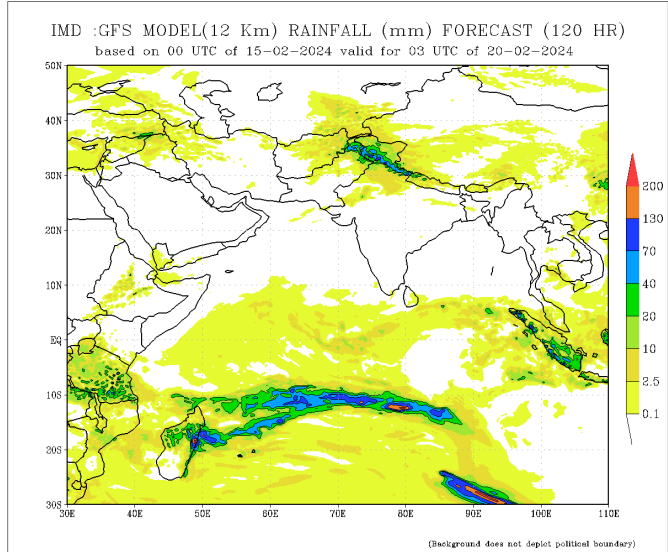 IMD :GFS MODEL(12 Km) RAINFALL (mm) FORECAST (120 HR)
based on 00 UTC of 15-02-2024 valid for 03 UTC of 20-02-2024
50N
40N
30N
20N
10N
EQ
10S
20S
30S
30E
40E
50E
60E
70E
80E
90E
100E
110E
200
130
70
40
20
10
2.5
0.1
(Background does not depict political boundary)